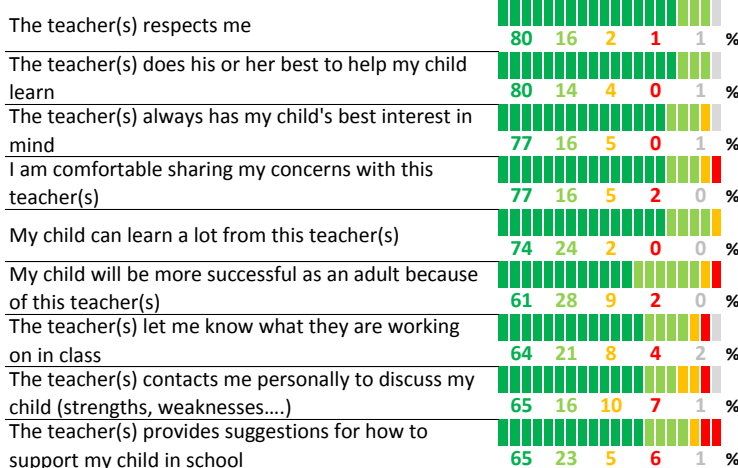 The teacher(s) respects me
80 16 2 1 1 %
The teacher(s) does his or her best to help my child
learn
80 14 4 0 1 %
The teacher(s) always has my child's best interest in
mind
77 16 5 0 1 %
I am comfortable sharing my concerns with this
teacher(s)
77 16 5 2 0 %
My child can learn a lot from this teacher(s)
74 24 2 0 0 %
My child will be more successful as an adult because
of this teacher(s)
61 28 9 2 0 %
The teacher(s) let me know what they are working
on in class
64 21 8 4 2 %
The teacher(s) contacts me personally to discuss my
child (strengths, weaknesses....)
65 16 10 7 1 %
The teacher(s) provides suggestions for how to
support my child in school
65 23 5 6 1 %